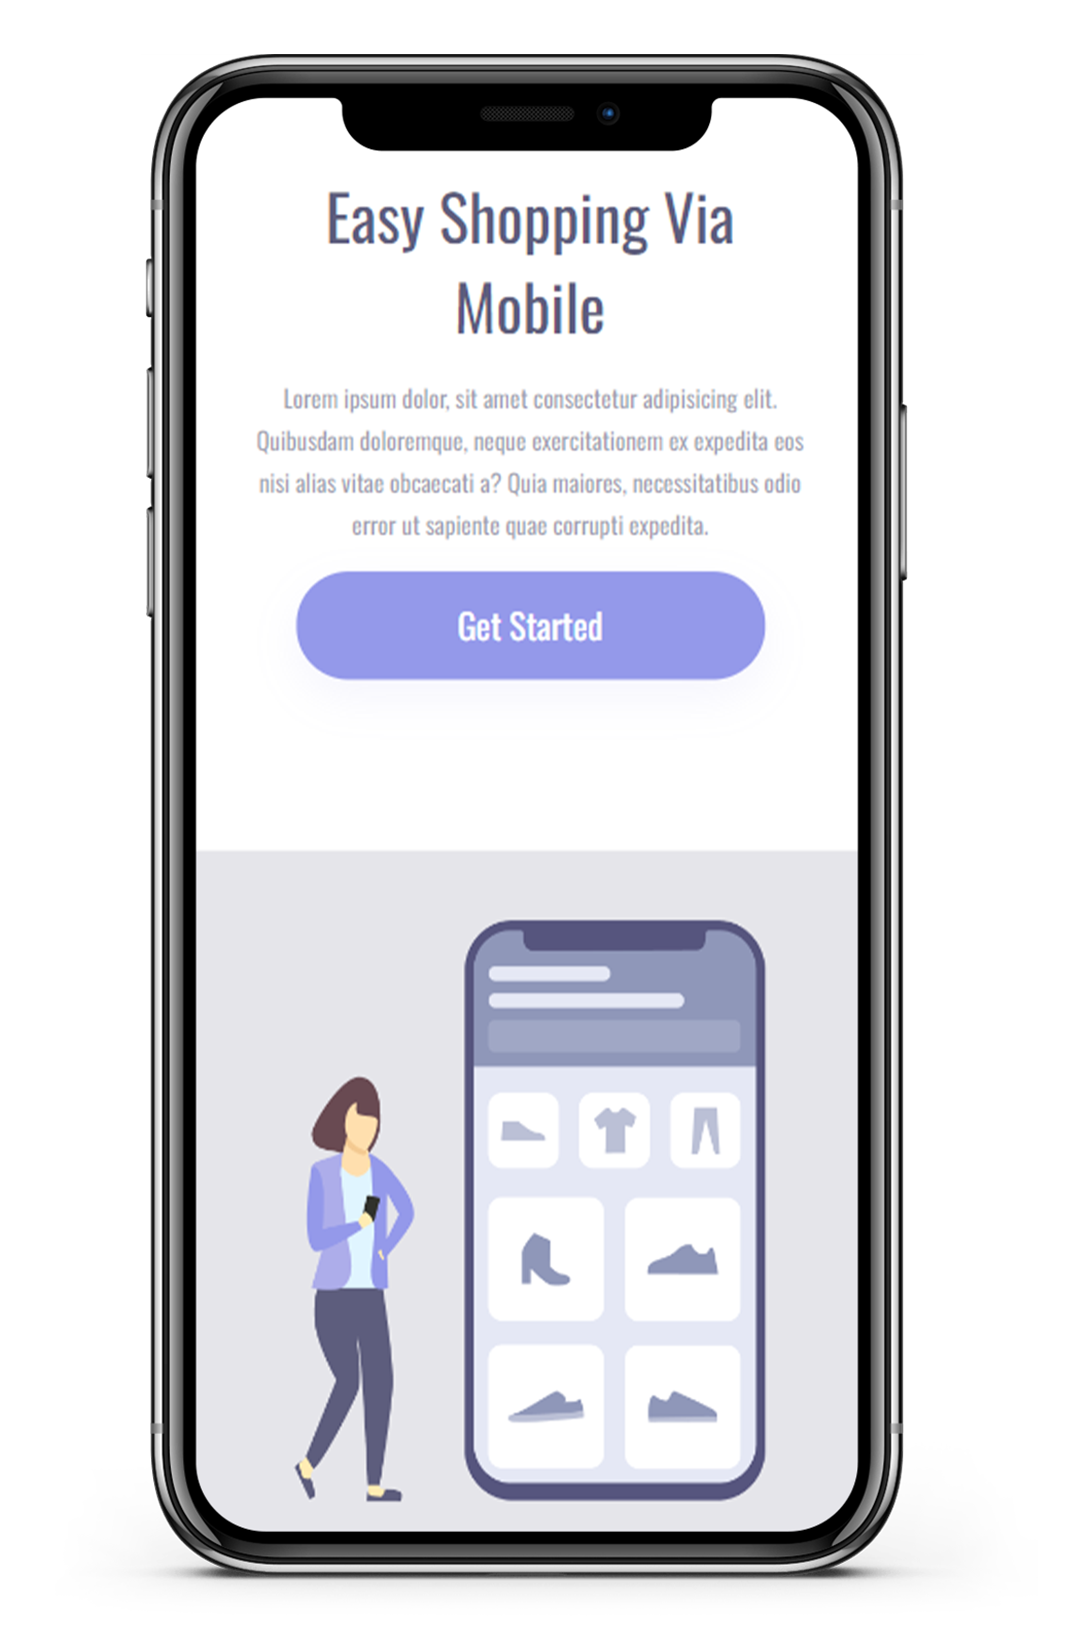 Easy Shopping Via
Mobile
Lorem ipsum dolor, sit amet consectetur adipisicing elit.
Quibusdam doloremque, neque exercitationem ex expedita eos
nisi alias vitae obcaecati a? Quia maiores, necessitatibus odio
error ut sapiente quae corrupti expedita.
Get Started